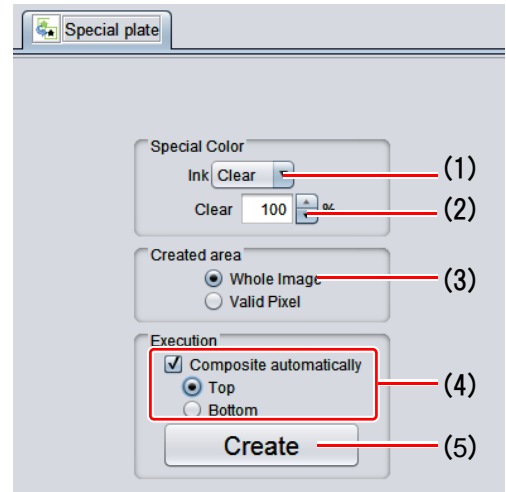 Special plate
Special Color
Ink Clear
(1)
Clear 100 %
(2)
Created area
Whole Image
(3)
Valid Pixel
Execution
Composite automatically
Top
(4)
Bottom
Create
(5)